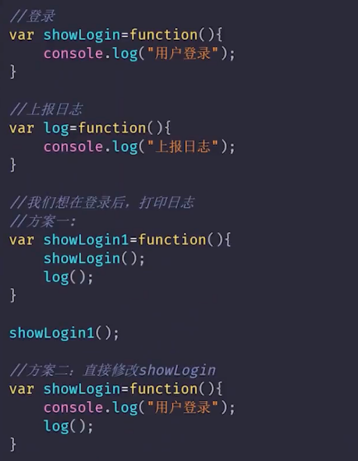 //登录
var showLogin=function(){
    console.log("用户登录");
}

//上报日志
var log=function(){
    console.log("上报日志");
}

//我们想在登录后，打印日志
//方案一:
var showLogin1=function(){
    showLogin();
    log();
}

showLogin1();

//方案二：直接修改showLogin
var showLogin=function(){
    console.log("用户登录");
    log();
}